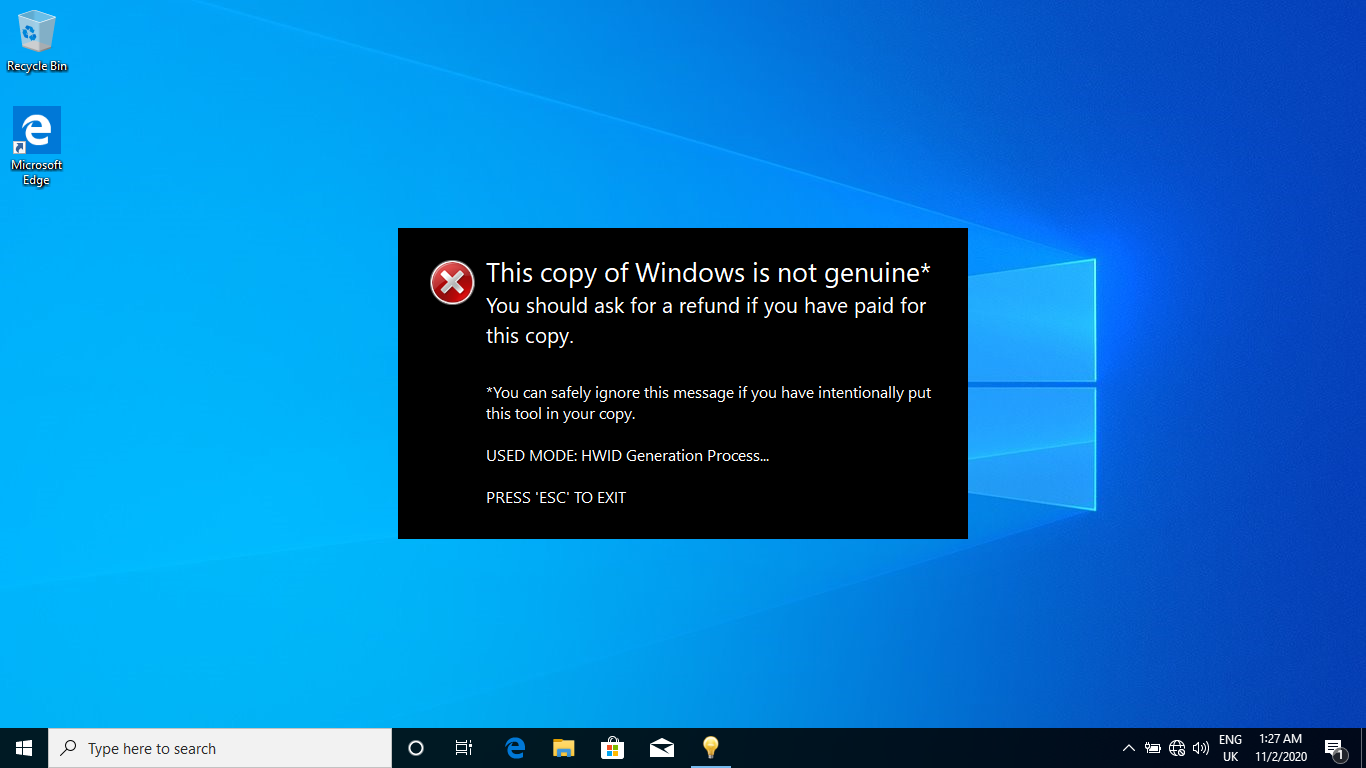 Recycle Bin
Microsoft
Edge
This copy of Windows is not genuine*
You should ask for a refund if you have paid for
this copy.
*You can safely ignore this message if you have intentionally put
this tool in your copy.
USED MODE: HWID Generation Process...
PRESS 'ESC' TO EXIT
Type here to search
ENG
UK
1:27 AM
11/2/2020
1